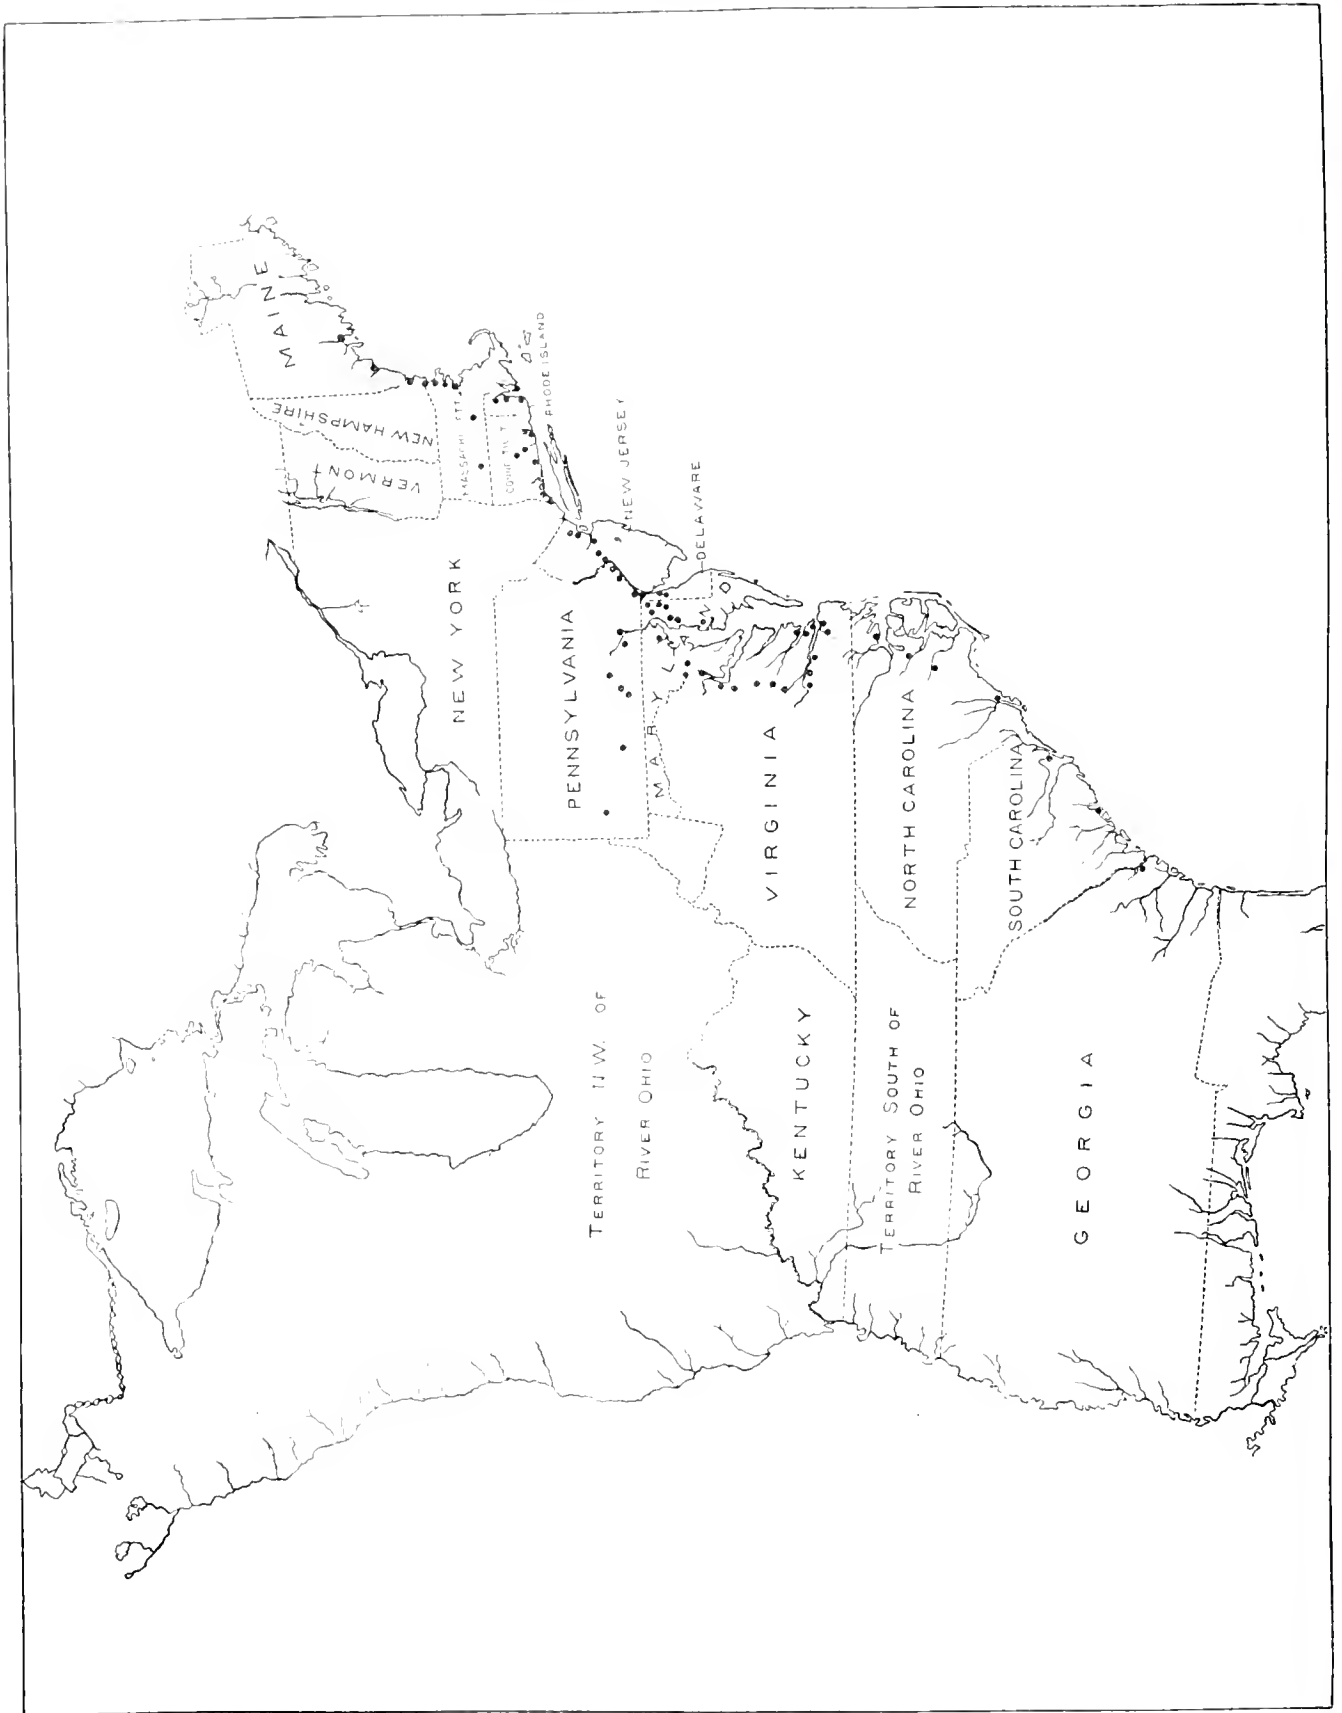 MAINE
NEW HAMPSHIRE
VERMONT
RHODE ISLAND
NEW YORK
NEW JERSEY
PENNSYLVANIA
DELAWARE
VIRGINIA
NORTH CAROLINA
SOUTH CAROLINA
TERRITORY N.W. OF
RIVER OHIO
KENTUCKY
TERRITORY SOUTH OF
RIVER OHIO
GEORGIA